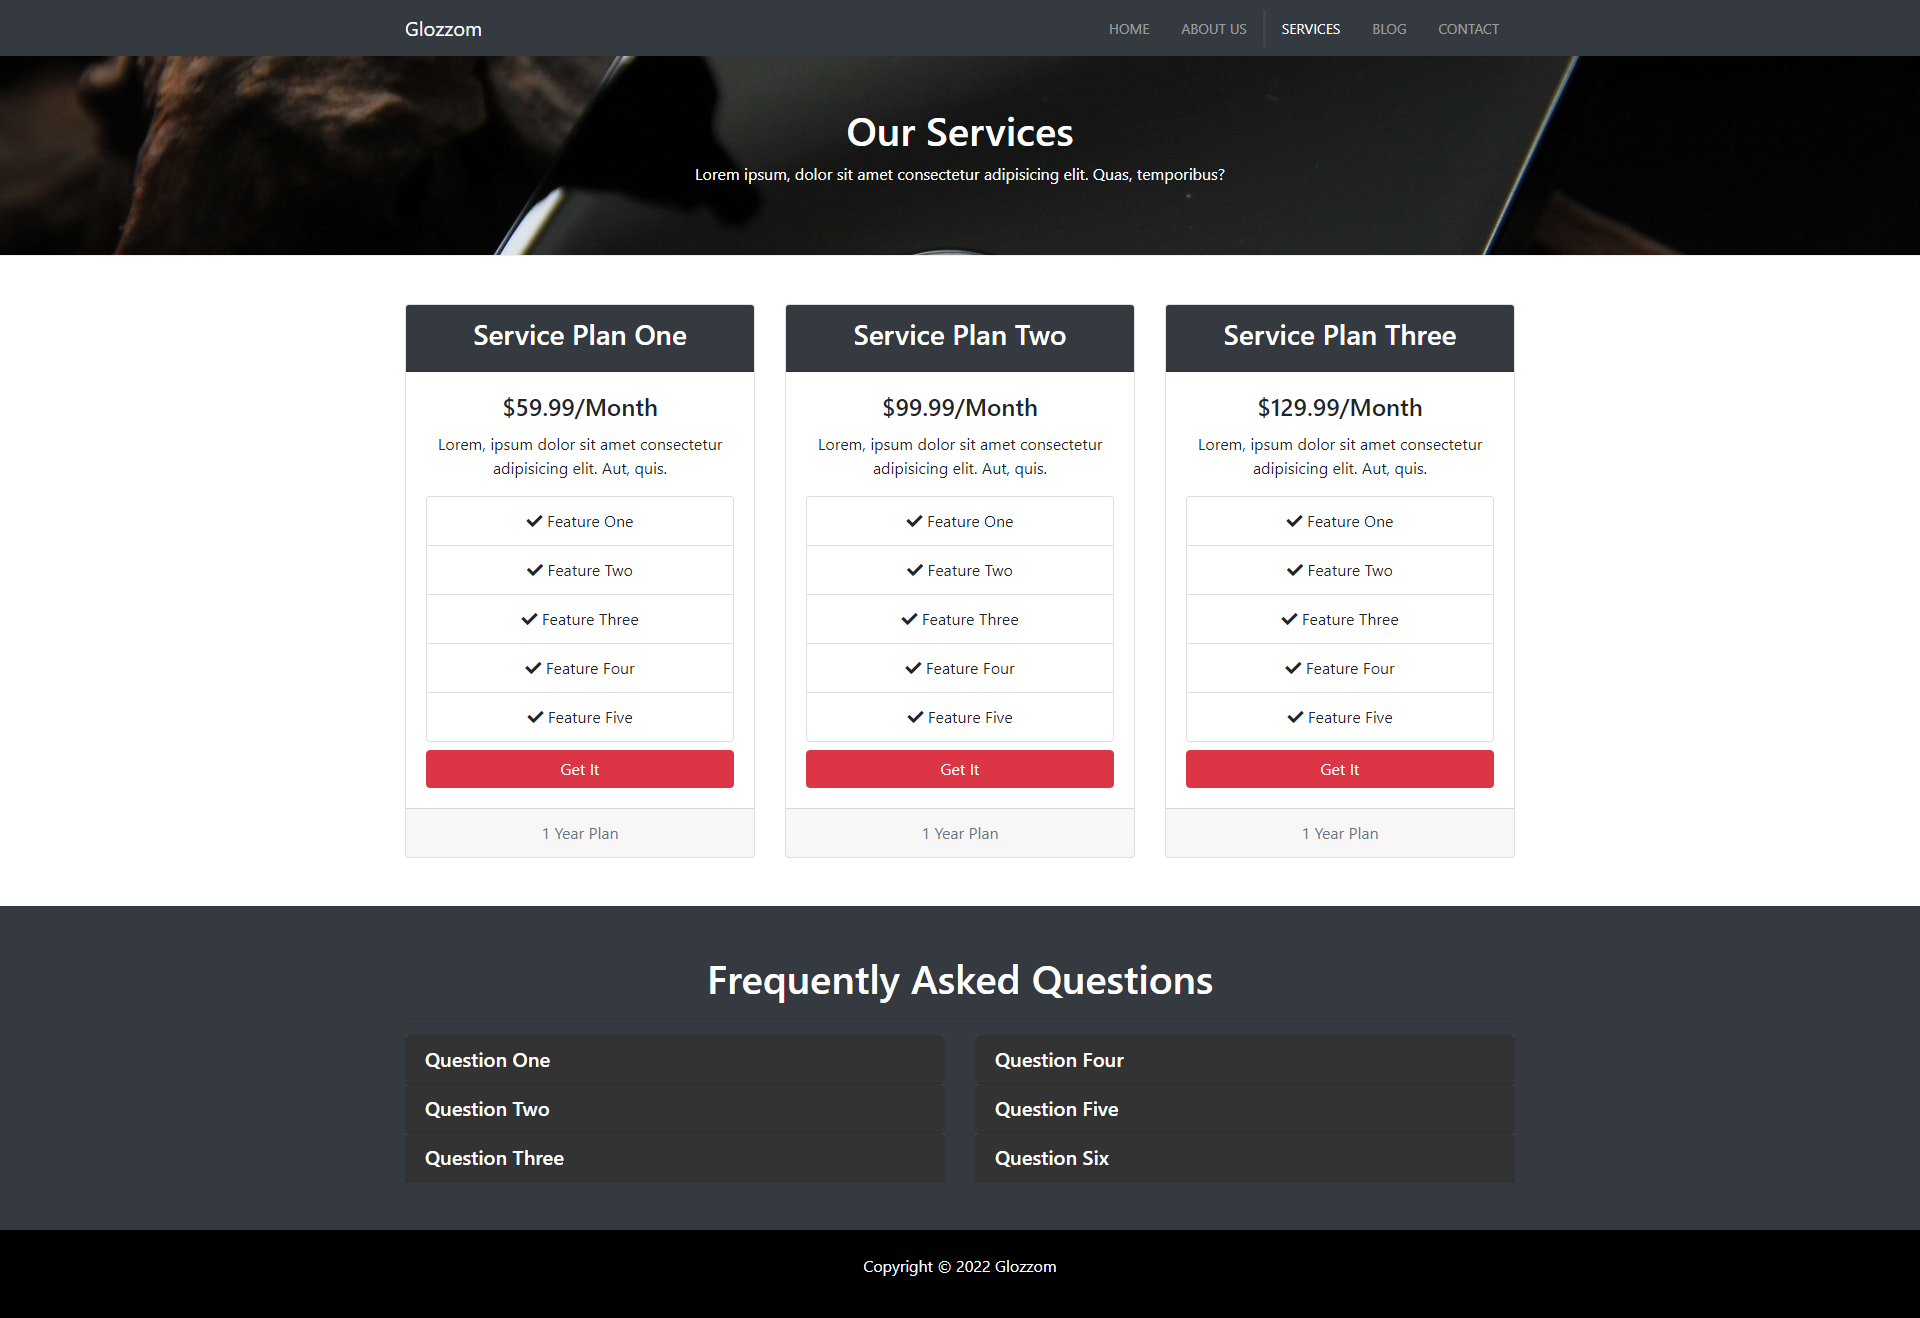 Glozzom
HOME
ABOUT US
SERVICES
BLOG
CONTACT
Our Services
Lorem ipsum, dolor sit amet consectetur adipisicing elit. Quas, temporibus?
Service Plan One
$59.99/Month
Lorem, ipsum dolor sit amet consectetur
adipisicing elit. Aut, quis.
Feature One
Feature Two
Feature Three
Feature Four
Feature Five
Get It
1 Year Plan
Service Plan Two
$99.99/Month
Lorem, ipsum dolor sit amet consectetur
adipisicing elit. Aut, quis.
Feature One
Feature Two
Feature Three
Feature Four
Feature Five
Get It
1 Year Plan
Service Plan Three
$129.99/Month
Lorem, ipsum dolor sit amet consectetur
adipisicing elit. Aut, quis.
Feature One
Feature Two
Feature Three
Feature Four
Feature Five
Get It
1 Year Plan
Frequently Asked Questions
Question One
Question Two
Question Three
Question Four
Question Five
Question Six
Copyright © 2022 Glozzom